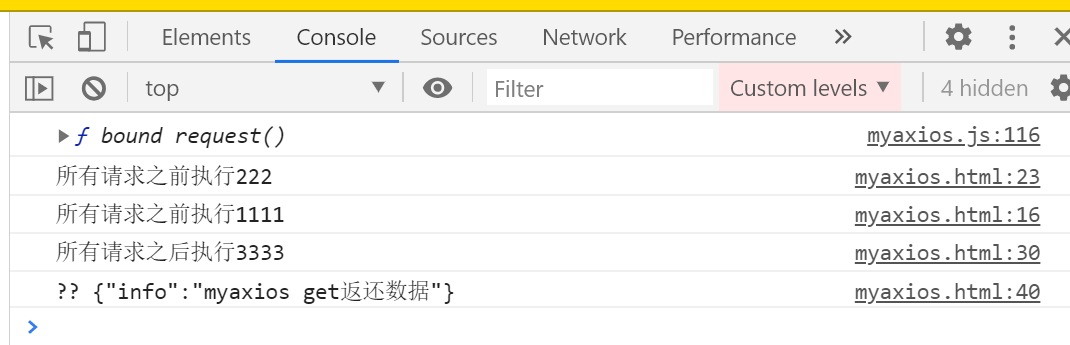 Elements Console Sources Network Performance
top Filter Custom levels 4 hidden
f bound request() myaxios.js:116
所有请求之前执行222 myaxios.html:23
所有请求之前执行1111 myaxios.html:16
所有请求之后执行3333 myaxios.html:30
?? {"info":"myaxios get返还数据"} myaxios.html:40